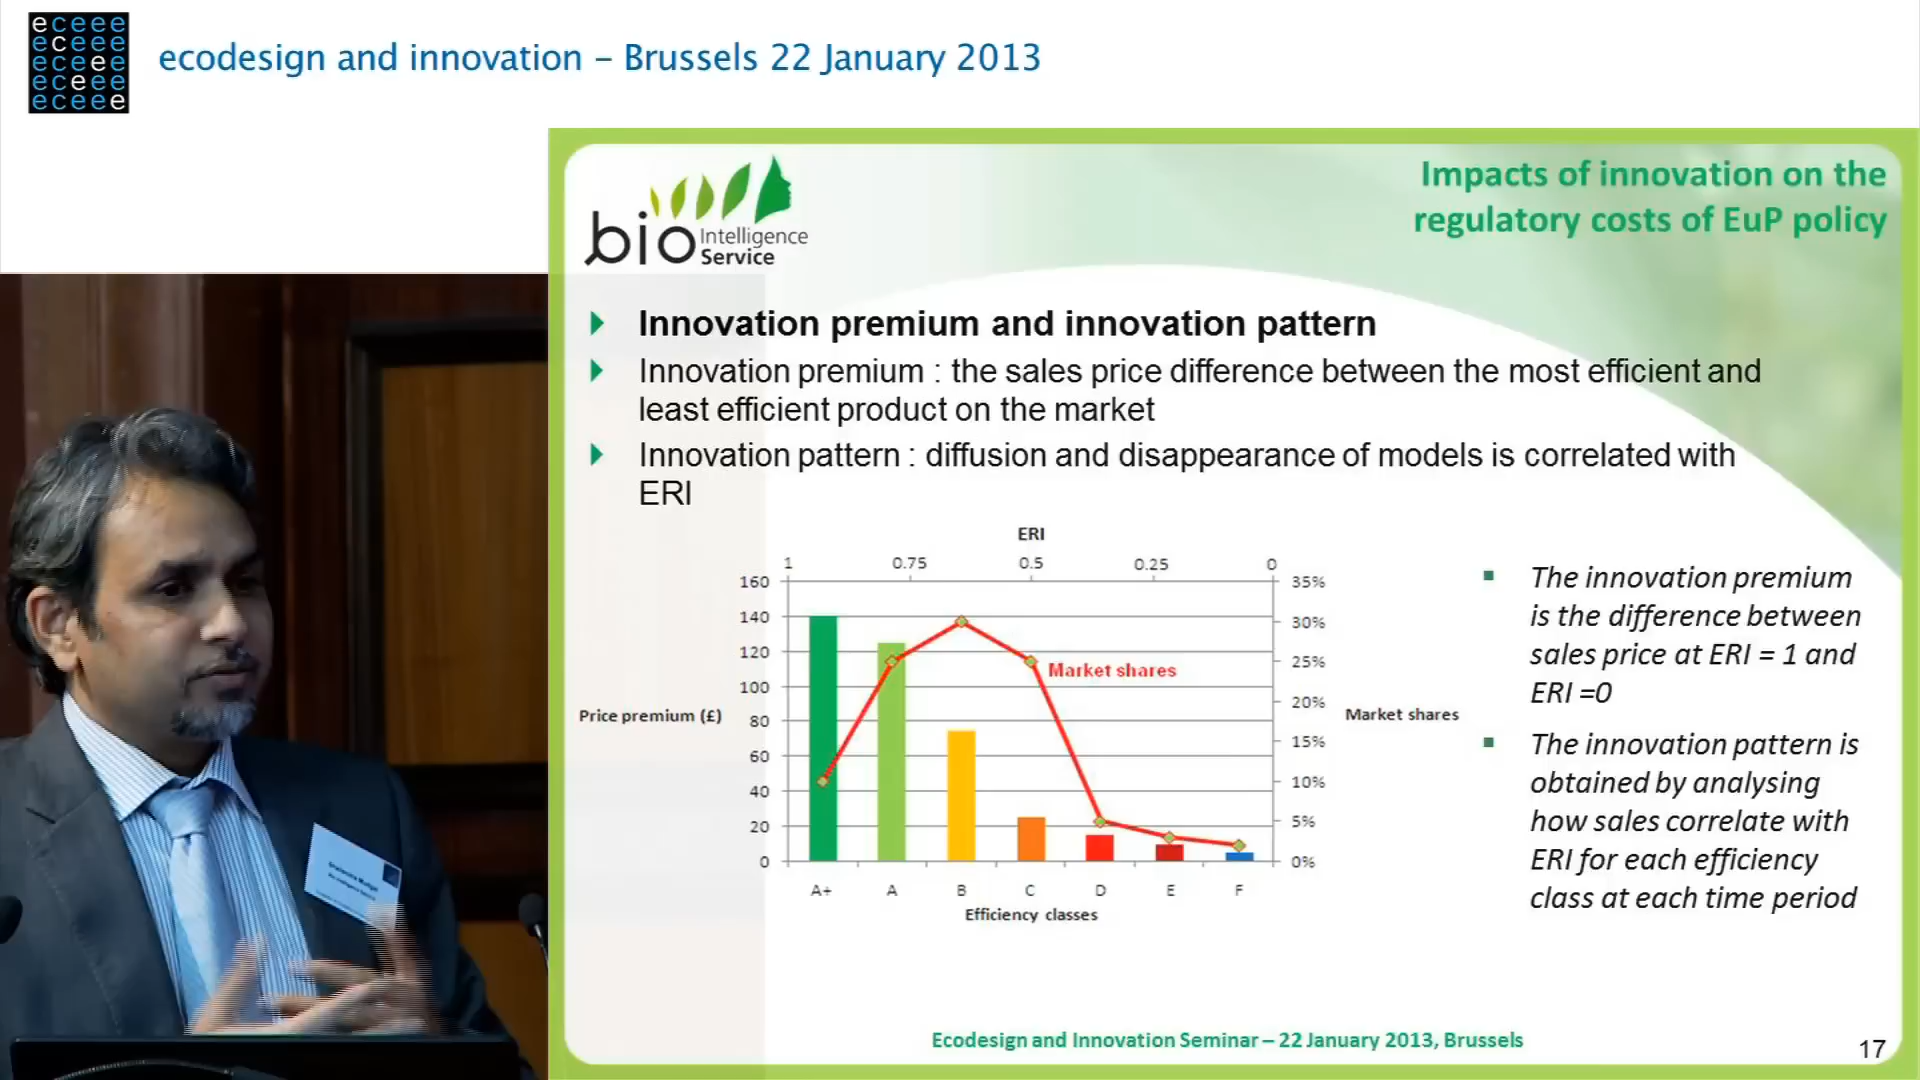 eceee
eceee
eceee
eceee
eceee
ecodesign and innovation – Brussels 22 January 2013
bio Intelligence
Service
Impacts of innovation on the
regulatory costs of EuP policy
Innovation premium and innovation pattern
Innovation premium : the sales price difference between the most efficient and
least efficient product on the market
Innovation pattern : diffusion and disappearance of models is correlated with
ERI
ERI
1 0.75 0.5 0.25 0
160 35%
140 30%
120 25%
100 20%
80 15%
60 10%
40 5%
20 0%
0
Market shares
Price premium (£)
Market shares
A+ A B C D E F
Efficiency classes
The innovation premium
is the difference between
sales price at ERI = 1 and
ERI =0
The innovation pattern is
obtained by analysing
how sales correlate with
ERI for each efficiency
class at each time period
Ecodesign and Innovation Seminar – 22 January 2013, Brussels
17